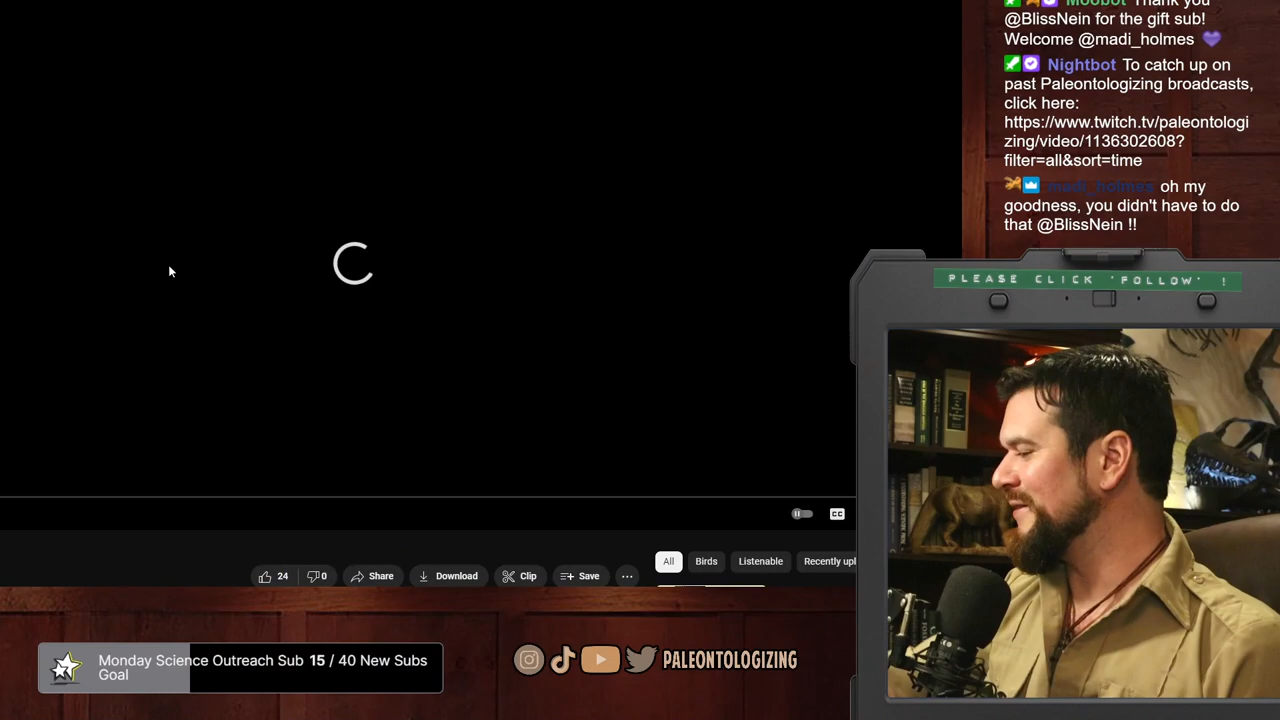 Moobot Thank you
@BlissNein for the gift sub!
Welcome @madi_holmes
Nightbot To catch up on
past Paleontologizing broadcasts,
click here:
https://www.twitch.tv/paleontologi
zing/video/1136302608?
filter=all&sort=time
madi_holmes oh my
goodness, you didn't have to do
that @BlissNein !!
PLEASE CLICK 'FOLLOW' !
CC
24
0
Share
Download
Clip
Save
...
All
Birds
Listenable
Recently upl
Monday Science Outreach Sub 15 / 40 New Subs
Goal
PALEONTOLOGIZING